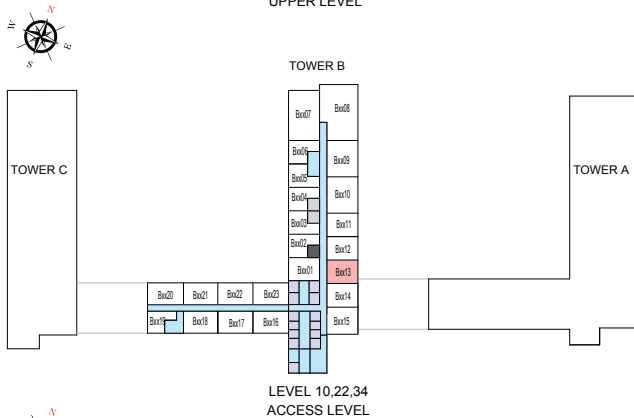 UPPER LEVEL
N
W
E
S
TOWER B
Bxx07
Bxx08
Bxx06
Bxx09
TOWER C
TOWER A
Bxx05
Bxx04
Bxx10
Bxx03
Bxx11
Bxx02
Bxx12
Bxx01
Bxx13
Bxx20
Bxx21
Bxx22
Bxx23
Bxx14
Bxx19
Bxx18
Bxx17
Bxx16
Bxx15
LEVEL 10,22,34
ACCESS LEVEL
N